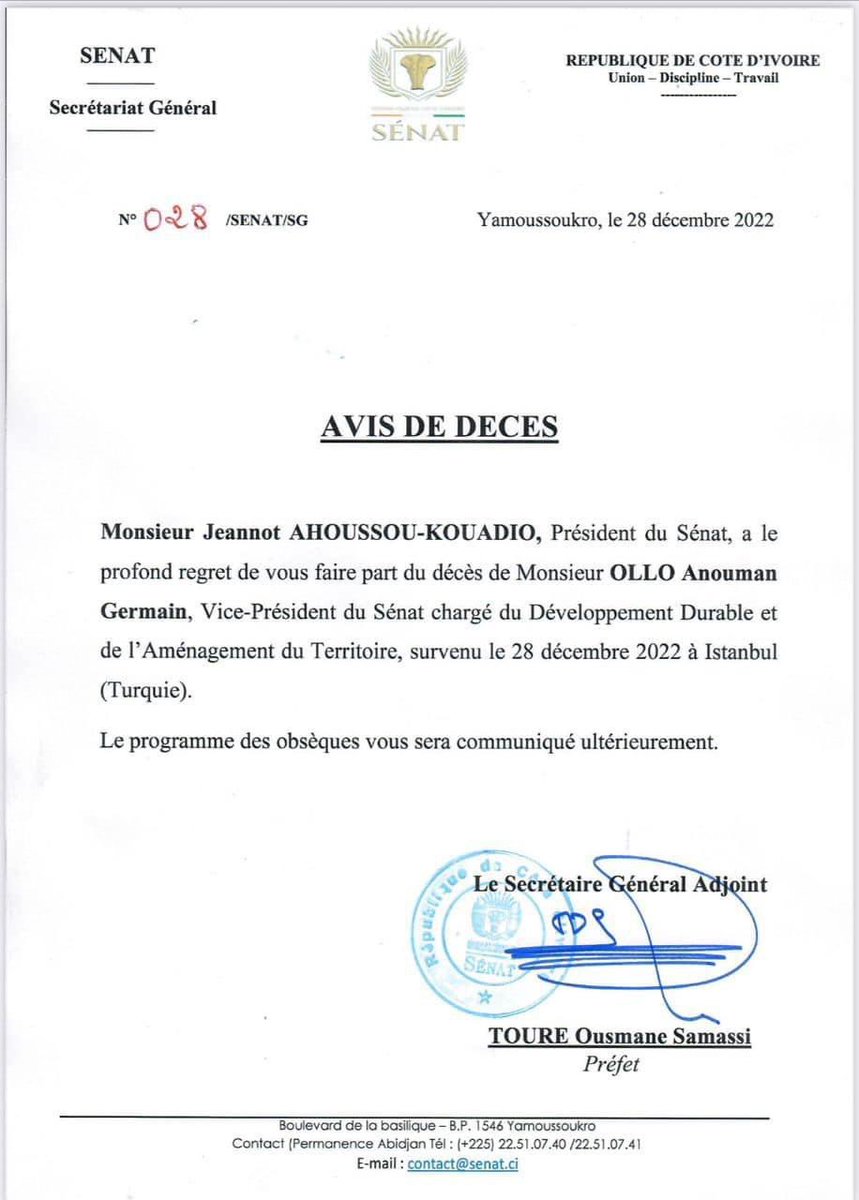 SENAT
Secrétariat Général
SÉNAT
REPUBLIQUE DE COTE D'IVOIRE
Union – Discipline – Travail
N° 028 /SENAT/SG
Yamoussoukro, le 28 décembre 2022
AVIS DE DECES
Monsieur Jeannot AHOUSSOU-KOUADIO, Président du Sénat, a le
profond regret de vous faire part du décès de Monsieur OLLO Anouman
Germain, Vice-Président du Sénat chargé du Développement Durable et
de l'Aménagement du Territoire, survenu le 28 décembre 2022 à Istanbul
(Turquie).
Le programme des obsèques vous sera communiqué ultérieurement.
Le Secrétaire Général Adjoint
République de Côte
SÉNAT
TOURE Ousmane Samassi
Préfet
Boulevard de la basilique – B.P. 1546 Yamoussoukro
Contact (Permanence Abidjan Tél : (+225) 22.51.07.40 /22.51.07.41
E-mail : contact@senat.ci